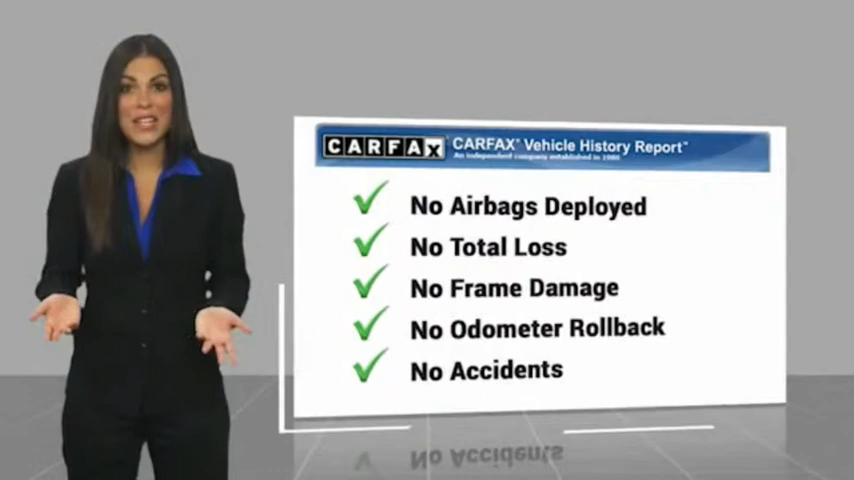 CARFAX CARFAX® Vehicle History Report™
An independent company established in 1986
No Airbags Deployed
No Total Loss
No Frame Damage
No Odometer Rollback
No Accidents
No Accidents